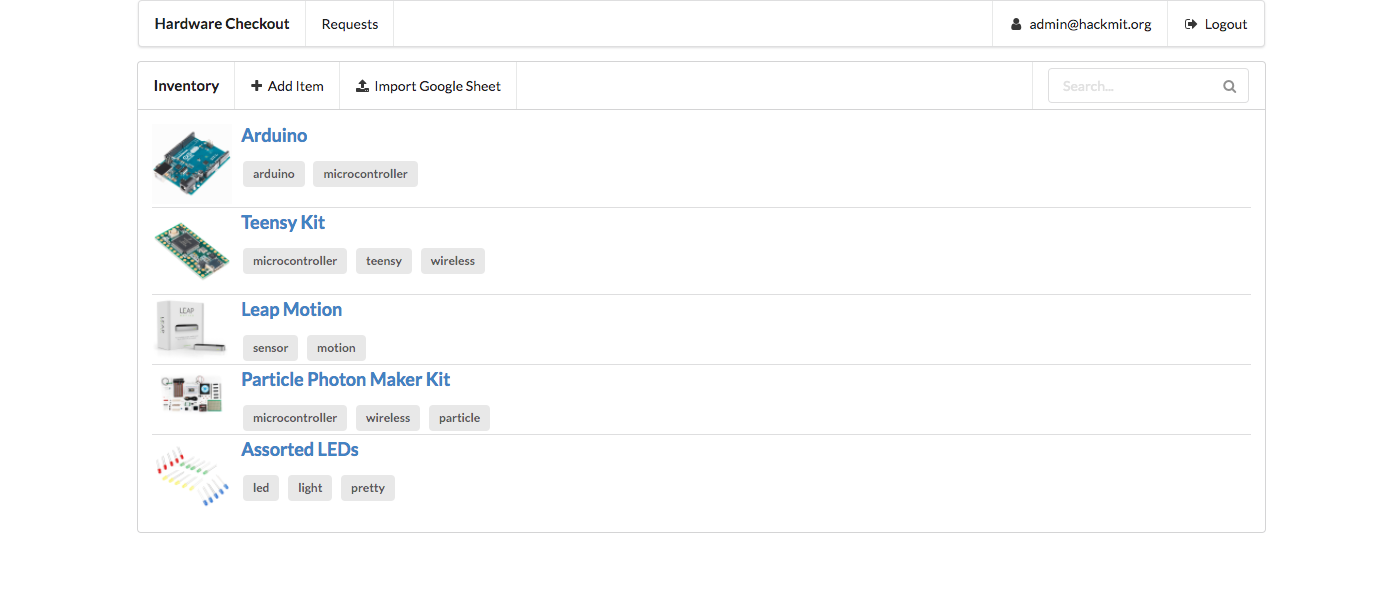 Hardware Checkout Requests admin@hackmit.org Logout
Inventory Add Item Import Google Sheet Search...
Arduino
arduino microcontroller
Teensy Kit
microcontroller teensy wireless
LEAP
LEAP
Leap Motion
sensor motion
Particle Photon Maker Kit
microcontroller wireless particle
Assorted LEDs
led light pretty